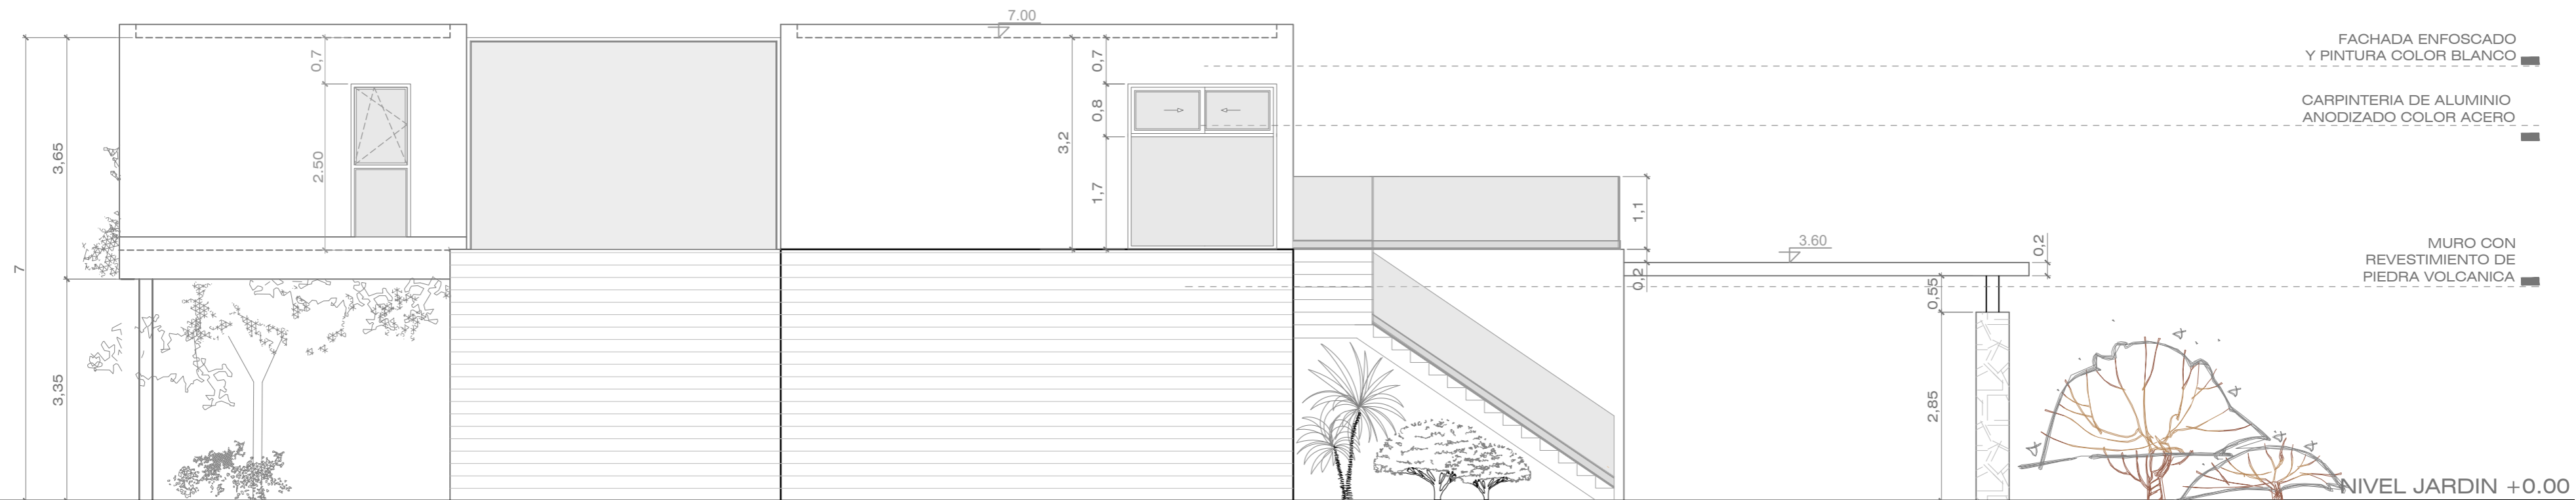 7.00
FACHADA ENFOSCADO
Y PINTURA COLOR BLANCO
0,7
0,7
CARPINTERIA DE ALUMINIO
ANODIZADO COLOR ACERO
0,8
3,2
3,65
2.50
1,7
1,1
3.60
0,2
MURO CON
REVESTIMIENTO DE
PIEDRA VOLCANICA
7
0,2
0,55
3,35
2,85
NIVEL JARDIN +0.00